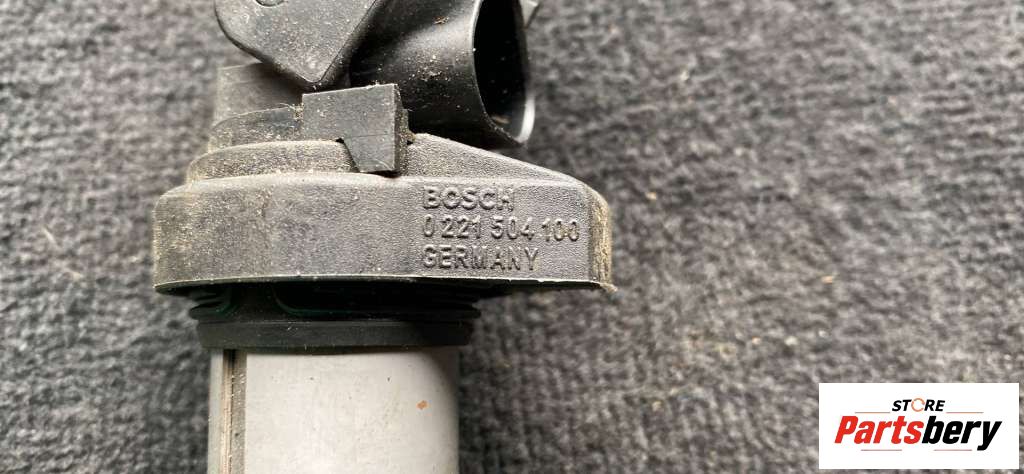 BOSCH
0 221 504 100
GERMANY
STORE
Partsbery